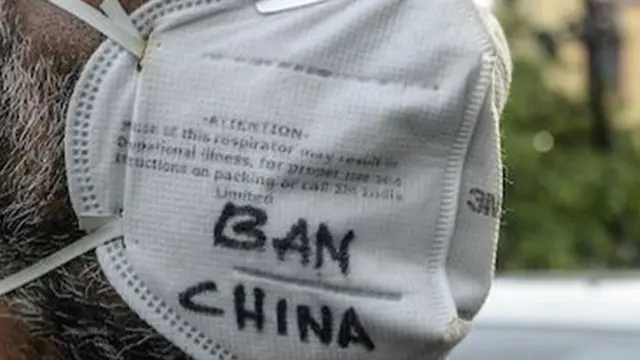 -ATTENTION-
of this respirator may result in
illness, for proper use see
instructions on packing or call 3M India
Limited
3M
BAN
CHINA